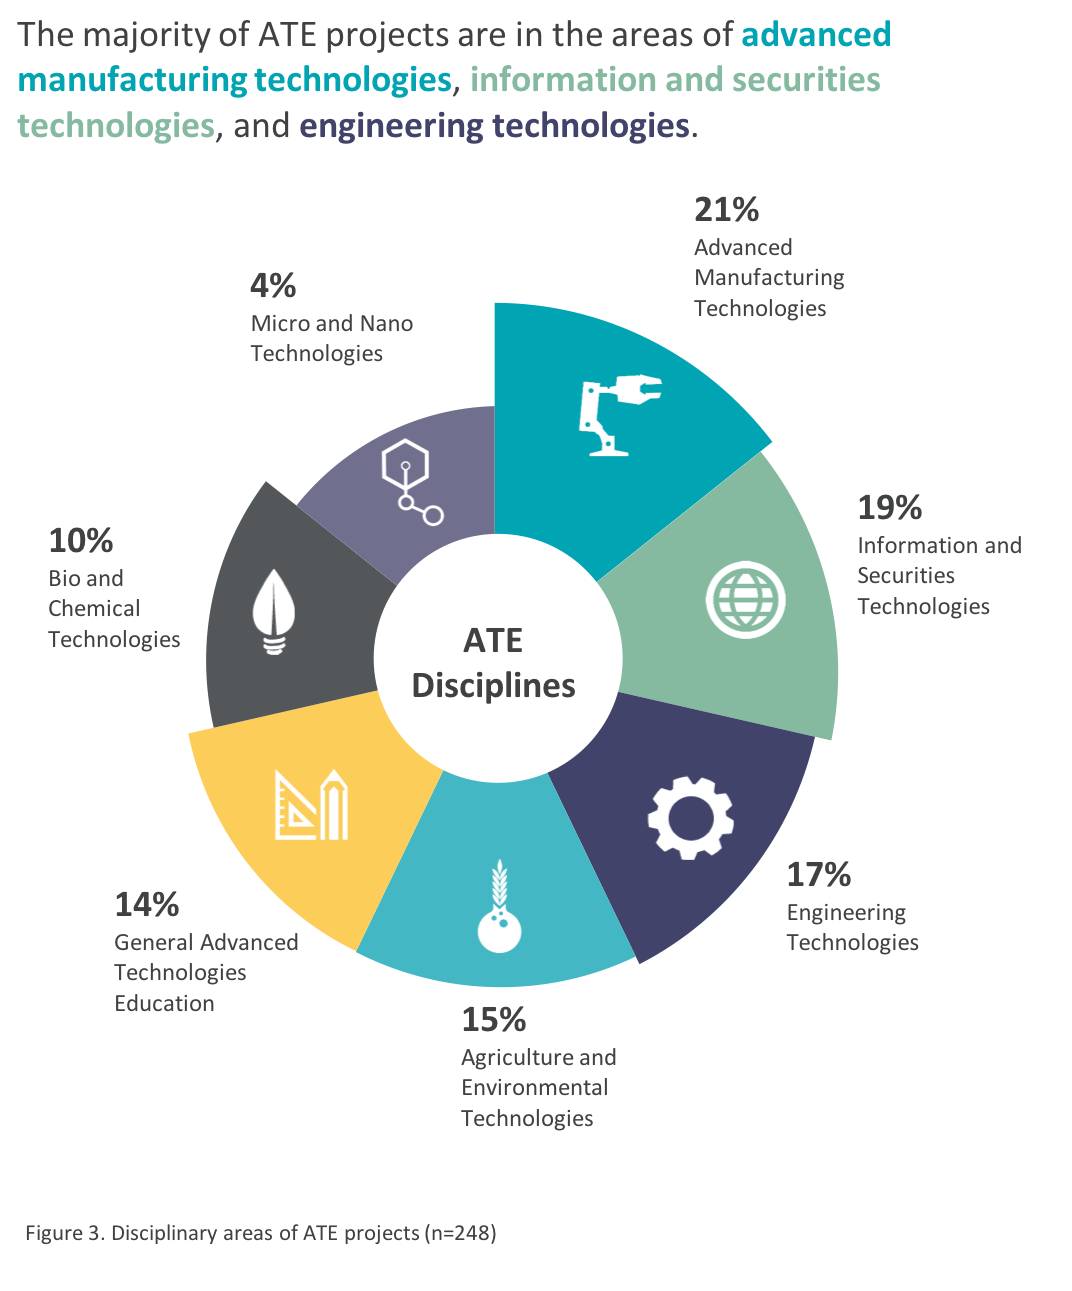 The majority of ATE projects are in the areas of advanced
manufacturing technologies, information and securities
technologies, and engineering technologies.
21%
Advanced
Manufacturing
Technologies
4%
Micro and Nano
Technologies
19%
Information and
Securities
Technologies
10%
Bio and
Chemical
Technologies
ATE
Disciplines
17%
Engineering
Technologies
14%
General Advanced
Technologies
Education
15%
Agriculture and
Environmental
Technologies
Figure 3. Disciplinary areas of ATE projects (n=248)